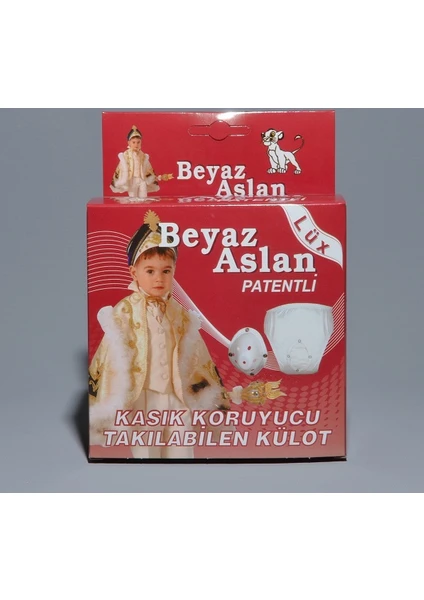 Beyaz
Aslan
Beyaz
Aslan
PATENTLİ
LÜX
KASIK KORUYUCU
TAKILABİLEN KÜLOT